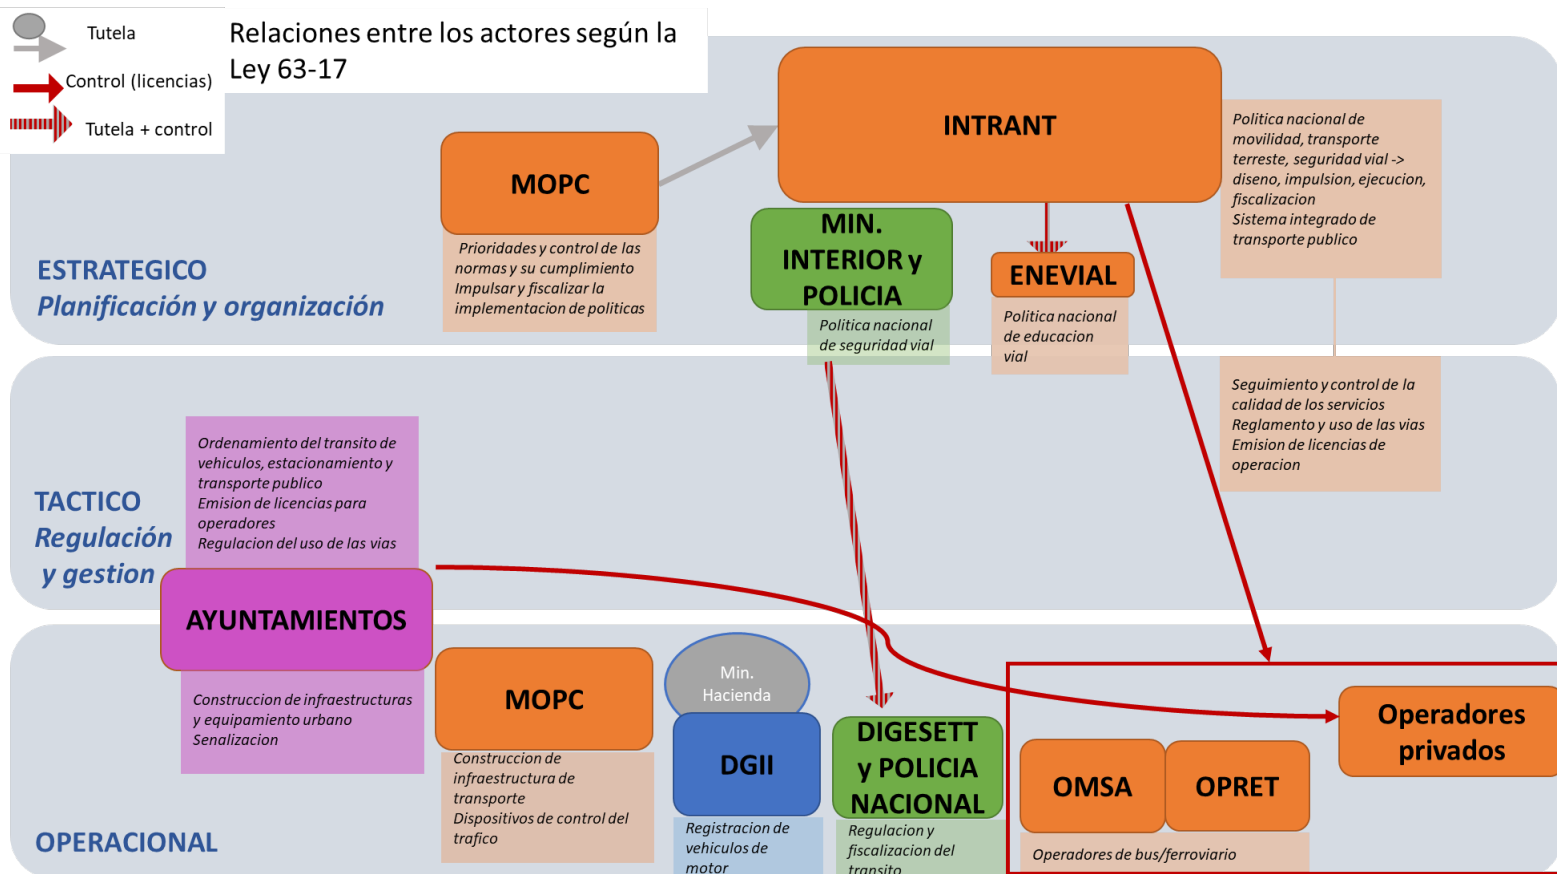 Tutela
Control (licencias)
Tutela + control
Relaciones entre los actores según la
Ley 63-17
INTRANT
Politica nacional de
movilidad, transporte
terreste, seguridad vial ->
diseno, impulsion, ejecucion,
fiscalizacion
Sistema integrado de
transporte publico
MOPC
Prioridades y control de las
normas y su cumplimiento
Impulsar y fiscalizar la
implementacion de politicas
MIN.
INTERIOR y
POLICIA
Politica nacional
de seguridad vial
ENEVIAL
Politica nacional
de educacion
vial
ESTRATEGICO
Planificación y organización
Seguimiento y control de la
calidad de los servicios
Reglamento y uso de las vias
Emision de licencias de
operacion
Ordenamiento del transito de
vehiculos, estacionamiento y
transporte publico
Emision de licencias para
operadores
Regulacion del uso de las vias
TACTICO
Regulación
y gestion
AYUNTAMIENTOS
Construccion de infraestructuras
y equipamiento urbano
Senalizacion
MOPC
Construccion de
infraestructura de
transporte
Dispositivos de control del
trafico
Min.
Hacienda
DGII
Registracion de
vehiculos de
motor
DIGESETT
y POLICIA
NACIONAL
Regulacion y
fiscalizacion del
transito
OMSA
OPRET
Operadores de bus/ferroviario
Operadores
privados
OPERACIONAL